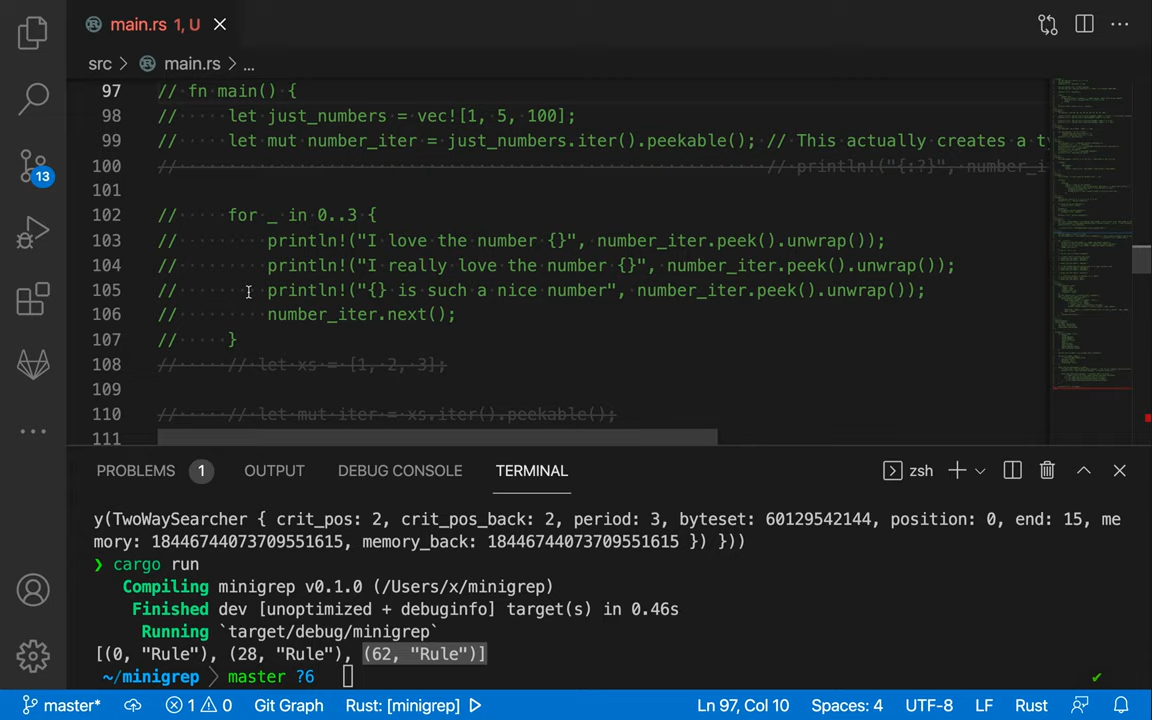 main.rs 1, U
src > main.rs > ...
97 // fn main() {
98 //     let just_numbers = vec![1, 5, 100];
99 //     let mut number_iter = just_numbers.iter().peekable(); // This actually creates a ty
100 //                                                            // println!("{:?}", number_i
101
102 //     for _ in 0..3 {
103 //         println!("I love the number {}", number_iter.peek().unwrap());
104 //         println!("I really love the number {}", number_iter.peek().unwrap());
105 //         println!("{} is such a nice number", number_iter.peek().unwrap());
106 //         number_iter.next();
107 //     }
108 //     // let xs = [1, 2, 3];
109
110 //     // let mut iter = xs.iter().peekable();
111
13
PROBLEMS 1 OUTPUT DEBUG CONSOLE TERMINAL zsh
y(TwoWaySearcher { crit_pos: 2, crit_pos_back: 2, period: 3, byteset: 60129542144, position: 0, end: 15, me
mory: 18446744073709551615, memory_back: 18446744073709551615 }) }))
❯ cargo run
Compiling minigrep v0.1.0 (/Users/x/minigrep)
Finished dev [unoptimized + debuginfo] target(s) in 0.46s
Running `target/debug/minigrep`
[(0, "Rule"), (28, "Rule"), (62, "Rule")]
~/minigrep master ?6 ✔
master* 1 0 Git Graph Rust: [minigrep] Ln 97, Col 10 Spaces: 4 UTF-8 LF Rust